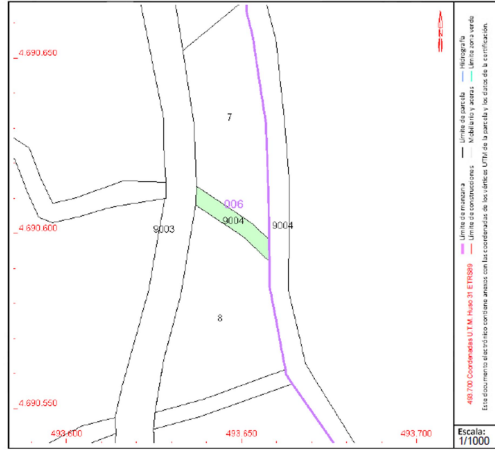 4.690.650
7
006
9004
4.690.600
9003
9004
8
4.690.550
493.600
493.650
493.700
Límite de manzana
Límite de parcela
Hidrografía
493.700 Coordenadas U.T.M. Huso 31 ETRS89
Límite de construcciones
Mobiliario y aceras
Límite zona verde
Este documento electrónico contiene anexos con las coordenadas de los vértices UTM de la parcela y los datos de la certificación.
Escala:
1/1000